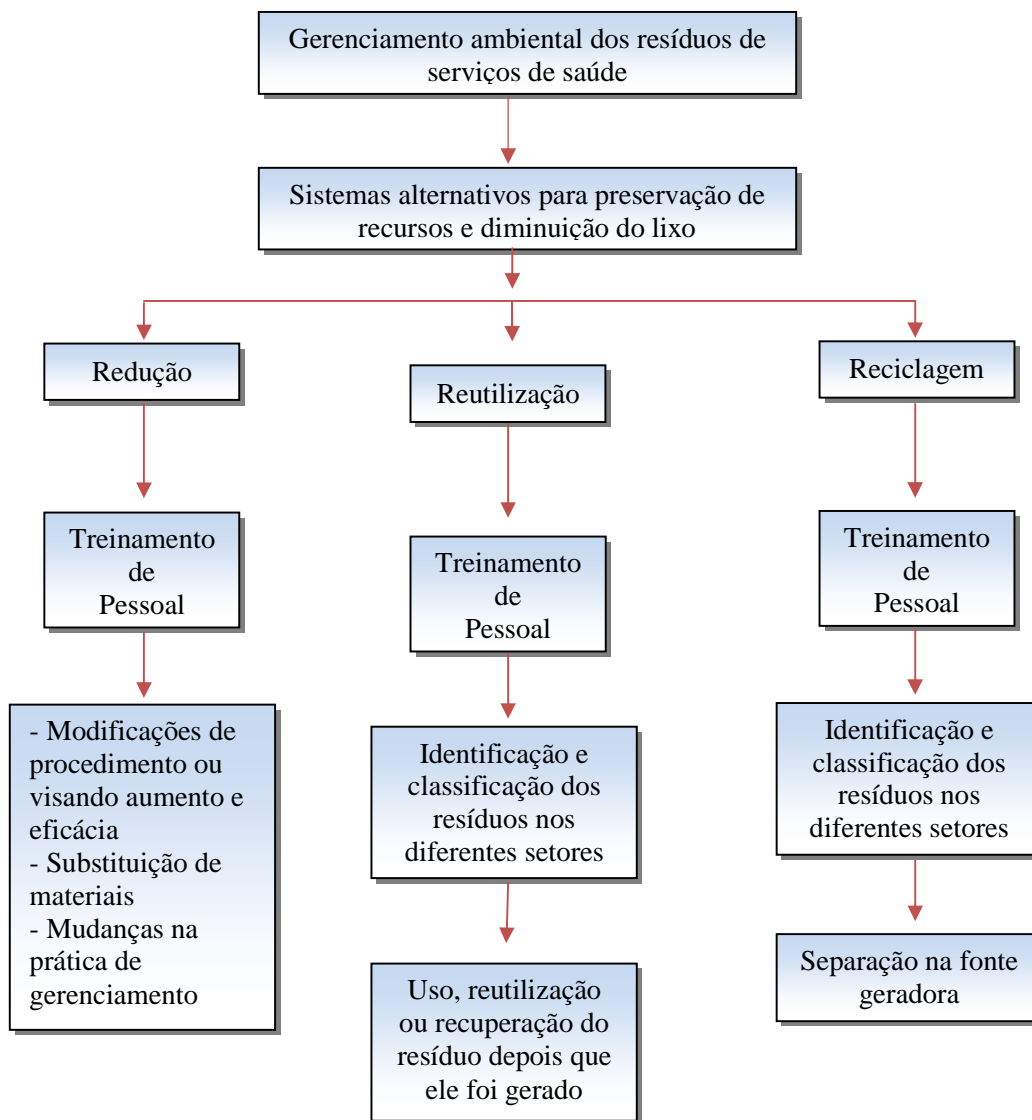 Gerenciamento ambiental dos resíduos de
serviços de saúde
Sistemas alternativos para preservação de
recursos e diminuição do lixo
Redução
Treinamento
de
Pessoal
- Modificações de
procedimento ou
visando aumento e
eficácia
- Substituição de
materiais
- Mudanças na
prática de
gerenciamento
Reutilização
Treinamento
de
Pessoal
Identificação e
classificação dos
resíduos nos
diferentes setores
Uso, reutilização
ou recuperação do
resíduo depois que
ele foi gerado
Reciclagem
Treinamento
de
Pessoal
Identificação e
classificação dos
resíduos nos
diferentes setores
Separação na fonte
geradora